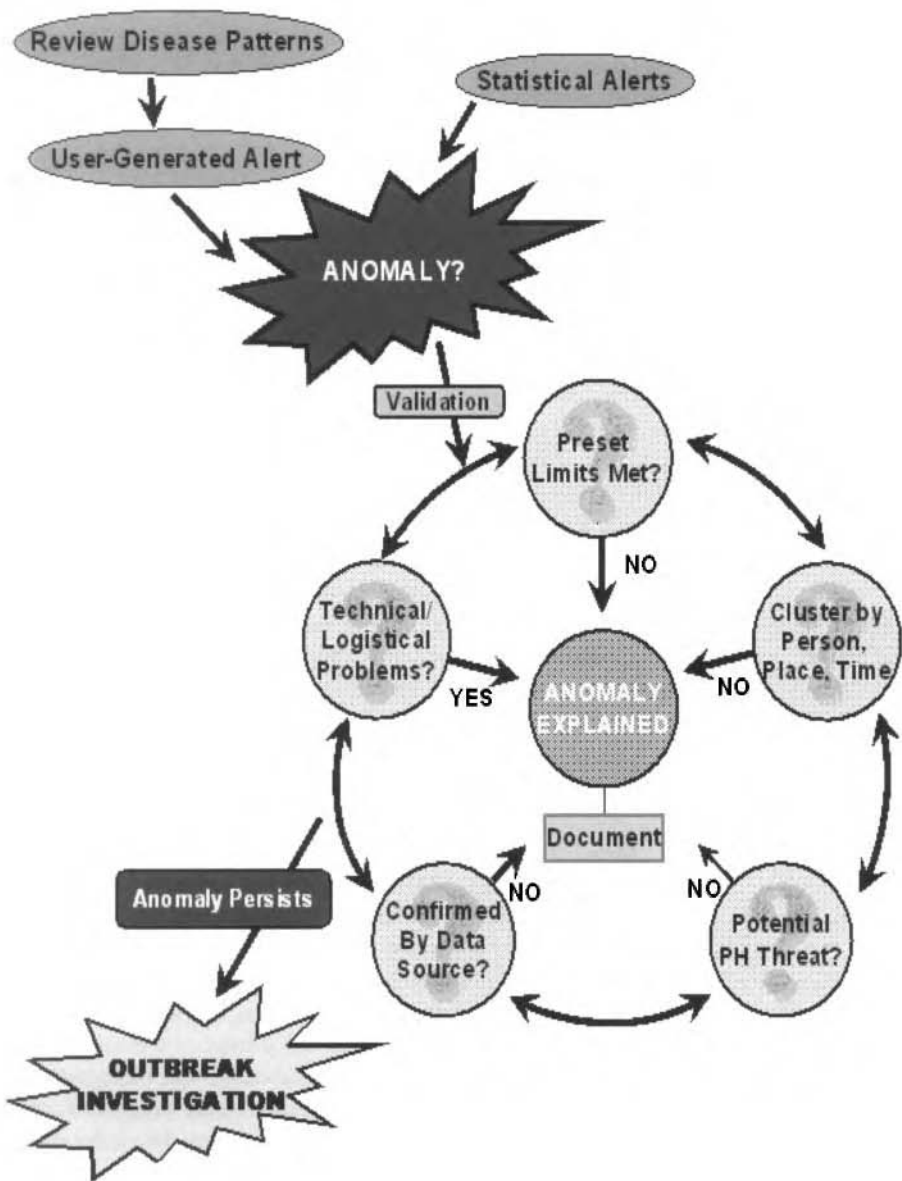 Review Disease Patterns
Statistical Alerts
User-Generated Alert
ANOMALY?
Validation
Preset
Limits Met?
NO
Technical/
Logistical
Problems?
YES
Cluster by
Person,
Place, Time
NO
ANOMALY
EXPLAINED
Document
Anomaly Persists
Confirmed
By Data
Source?
NO
Potential
PH Threat?
NO
OUTBREAK
INVESTIGATION